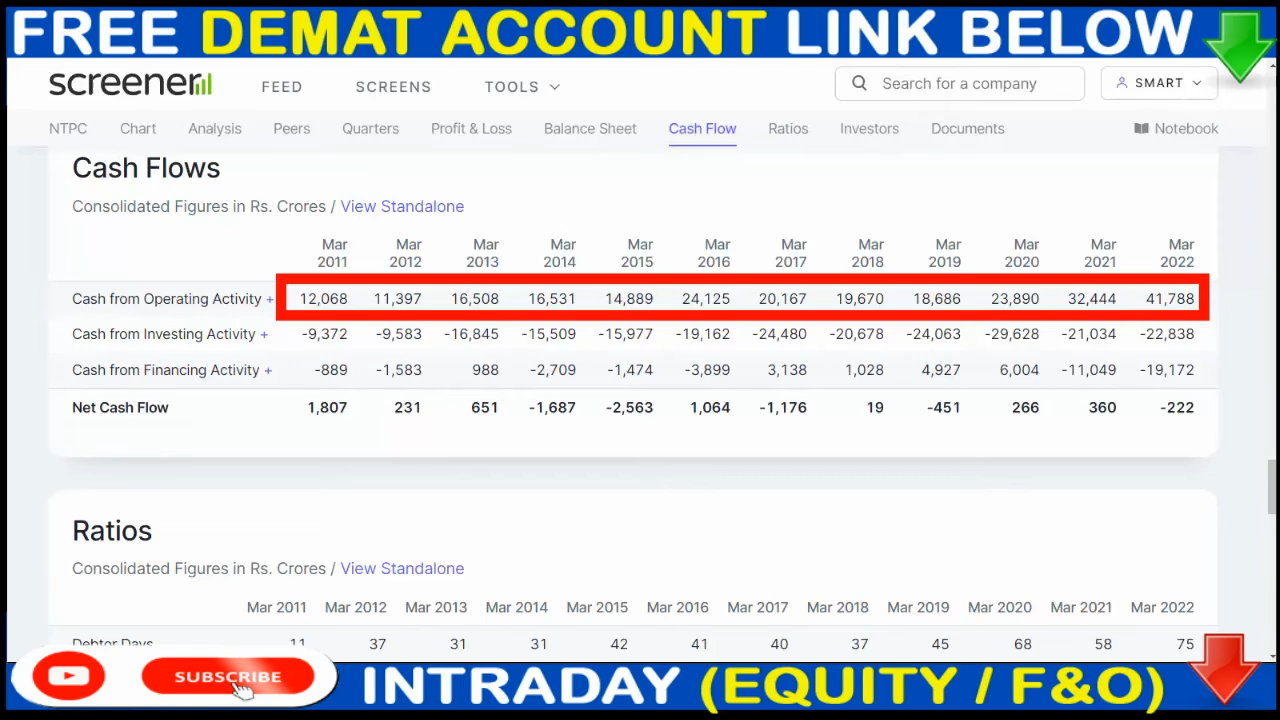 FREE DEMAT ACCOUNT LINK BELOW
screener FEED SCREENS TOOLS Search for a company SMART
NTPC Chart Analysis Peers Quarters Profit & Loss Balance Sheet Cash Flow Ratios Investors Documents Notebook
Cash Flows
Consolidated Figures in Rs. Crores / View Standalone
Mar 2011 Mar 2012 Mar 2013 Mar 2014 Mar 2015 Mar 2016 Mar 2017 Mar 2018 Mar 2019 Mar 2020 Mar 2021 Mar 2022
Cash from Operating Activity + 12,068 11,397 16,508 16,531 14,889 24,125 20,167 19,670 18,686 23,890 32,444 41,788
Cash from Investing Activity + -9,372 -9,583 -16,845 -15,509 -15,977 -19,162 -24,480 -20,678 -24,063 -29,628 -21,034 -22,838
Cash from Financing Activity + -889 -1,583 988 -2,709 -1,474 -3,899 3,138 1,028 4,927 6,004 -11,049 -19,172
Net Cash Flow 1,807 231 651 -1,687 -2,563 1,064 -1,176 19 -451 266 360 -222
Ratios
Consolidated Figures in Rs. Crores / View Standalone
Mar 2011 Mar 2012 Mar 2013 Mar 2014 Mar 2015 Mar 2016 Mar 2017 Mar 2018 Mar 2019 Mar 2020 Mar 2021 Mar 2022
Debtor Days 11 37 31 31 42 41 40 37 45 68 58 75
SUBSCRIBE
INTRADAY (EQUITY / F&O)